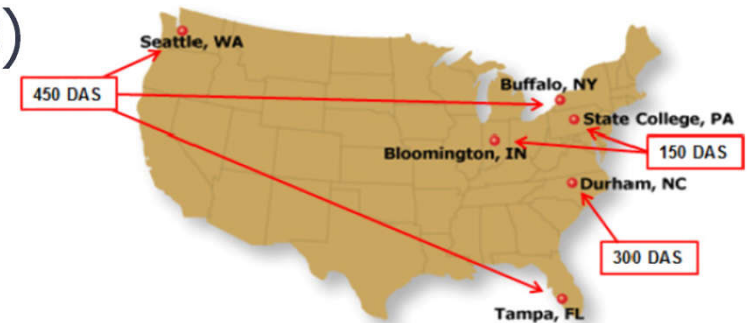 )
Seattle, WA
450 DAS
Buffalo, NY
State College, PA
Bloomington, IN
150 DAS
Durham, NC
300 DAS
Tampa, FL